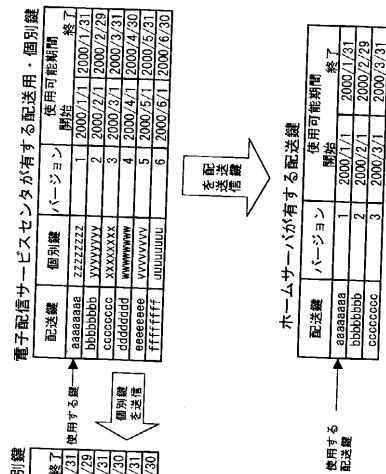 電子配信サービスセンタが有する配送用・個別鍵
配送鍵 個別鍵 バージョン 使用可能期間
開始 終了
aaaaaaaa zzzzzzzz 1 2000/1/1 2000/1/31
bbbbbbbb yyyyyyyy 2 2000/2/1 2000/2/29
cccccccc xxxxxxxx 3 2000/3/1 2000/3/31
dddddddd wwwwwwww 4 2000/4/1 2000/4/30
eeeeeeee vvvvvvvv 5 2000/5/1 2000/5/31
ffffffff uuuuuuuu 6 2000/6/1 2000/6/30
使用する鍵
別鍵
終了
/31
/29
/31
/30
/31
/30
個別鍵
を送信
配送鍵
を送信
ホームサーバが有する配送鍵
配送鍵 バージョン 使用可能期間
開始 終了
aaaaaaaa 1 2000/1/1 2000/1/31
bbbbbbbb 2 2000/2/1 2000/2/29
cccccccc 3 2000/3/1 2000/3/31
使用する
配送鍵